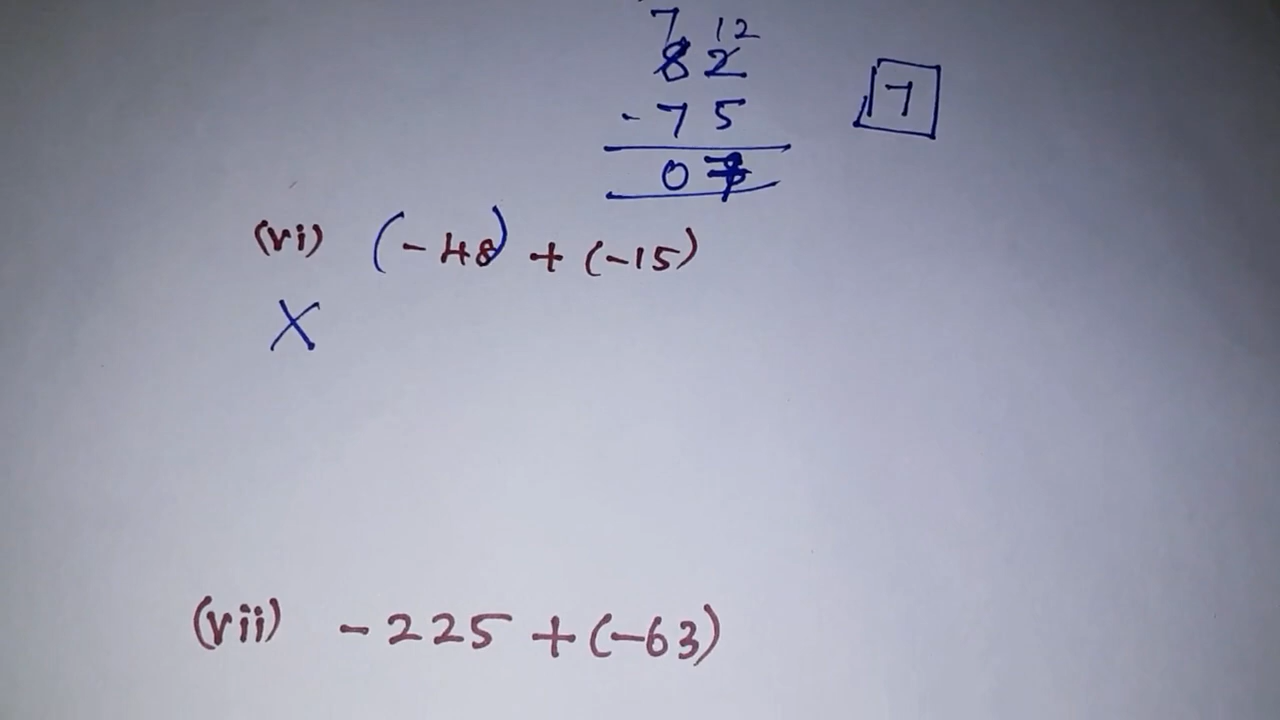 7 12
82
- 75
07
7
(vi) (-48) + (-15)
X
(vii) -225 + (-63)